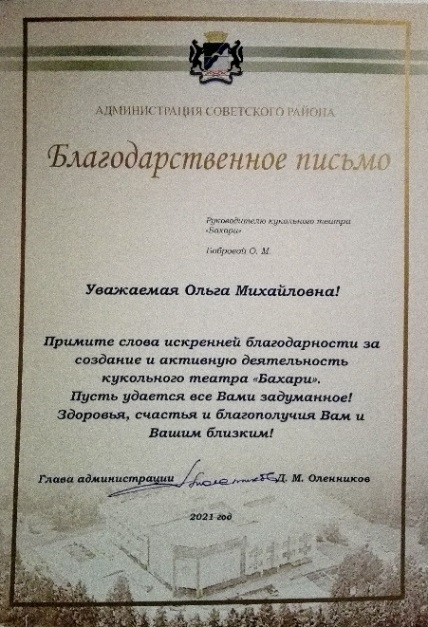 АДМИНИСТРАЦИЯ СОВЕТСКОГО РАЙОНА
Благодарственное письмо
Руководителю кукольного театра
«Бахари»
Бобровой О. М.
Уважаемая Ольга Михайловна!
Примите слова искренней благодарности за
создание и активную деятельность
кукольного театра «Бахари».
Пусть удается все Вами задуманное!
Здоровья, счастья и благополучия Вам и
Вашим близким!
Глава администрации Д. М. Оленников
2021 год